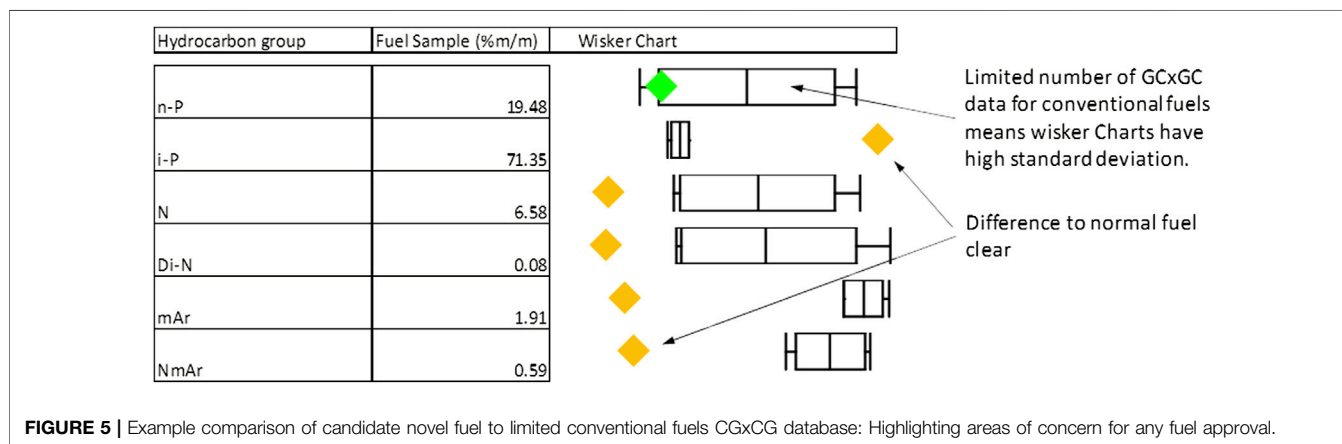 Hydrocarbon group Fuel Sample (%m/m) Wisker Chart
n-P 19.48
i-P 71.35
N 6.58
Di-N 0.08
mAr 1.91
NmAr 0.59
Limited number of GCxGC
data for conventional fuels
means wisker Charts have
high standard deviation.
Difference to normal fuel
clear
FIGURE 5 | Example comparison of candidate novel fuel to limited conventional fuels CGxCG database: Highlighting areas of concern for any fuel approval.